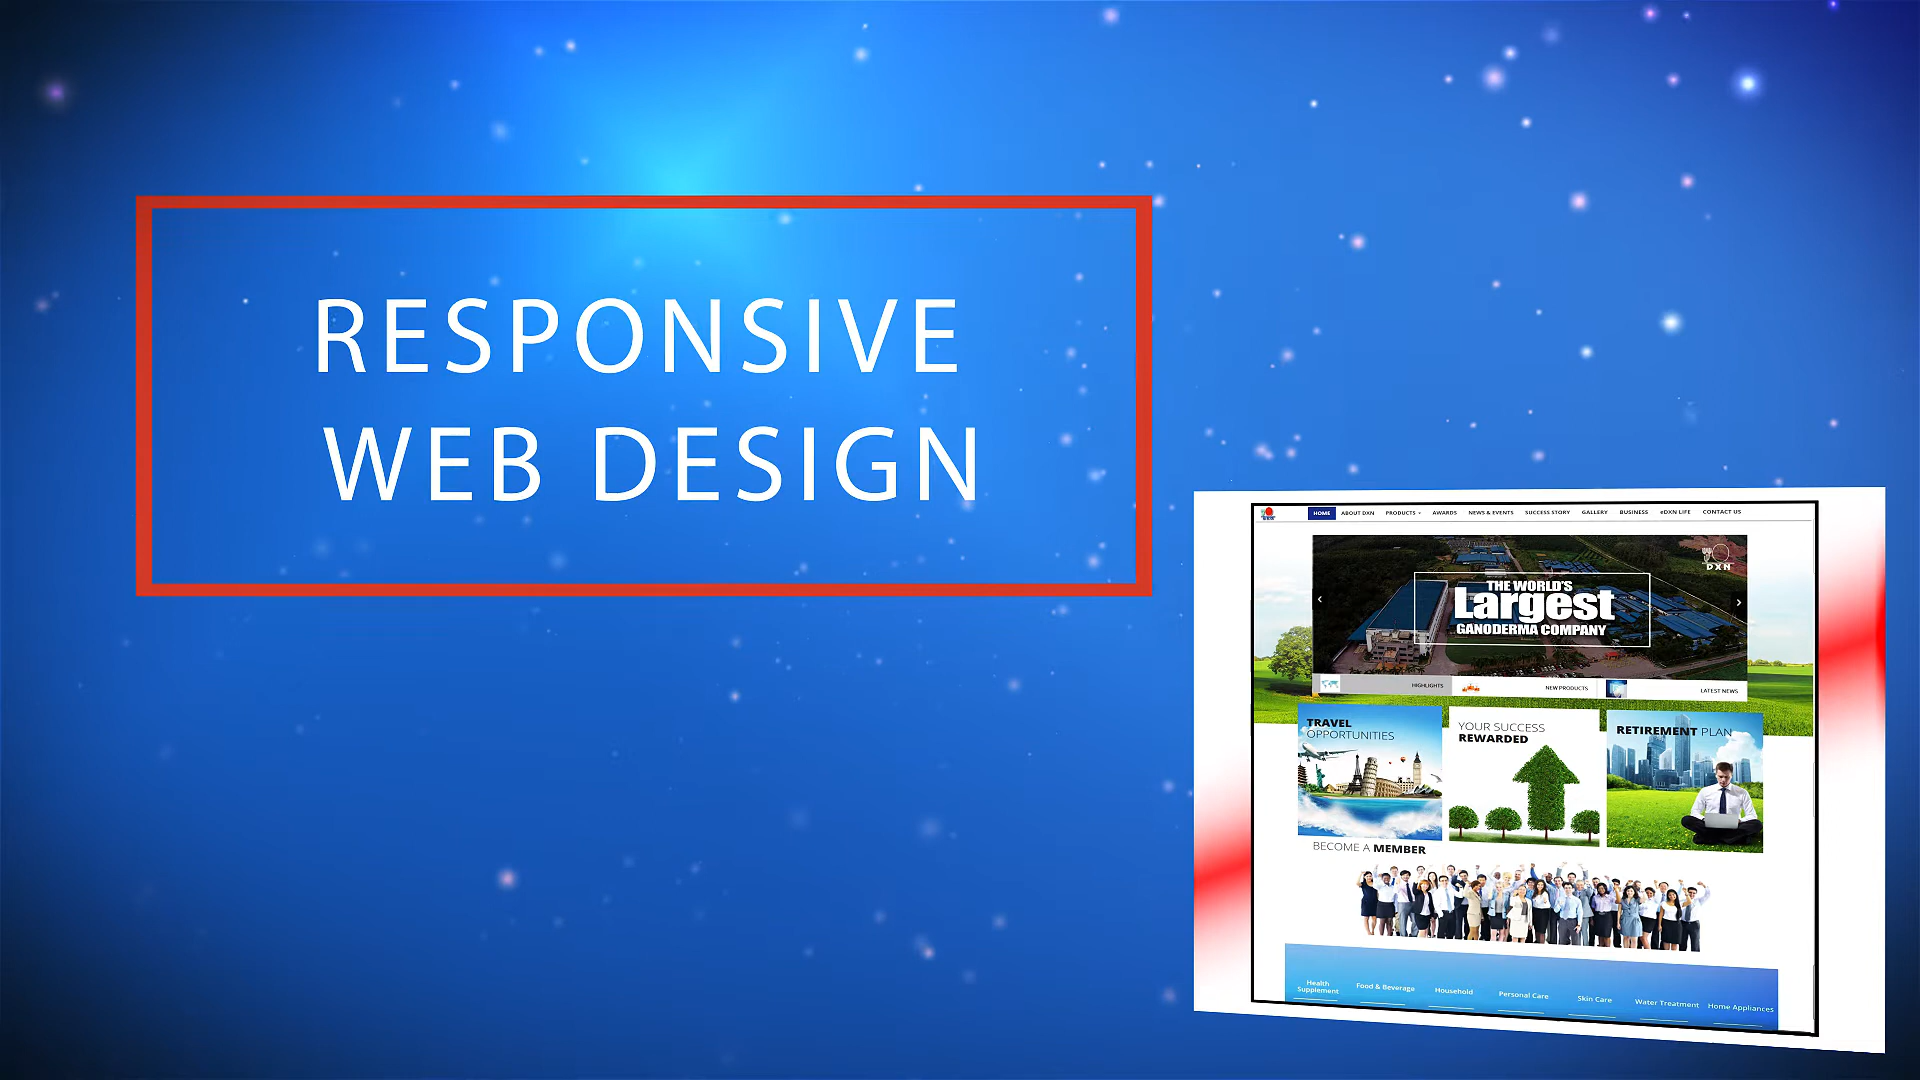 RESPONSIVE
WEB DESIGN
HOME ABOUT DXN PRODUCTS AWARDS NEWS & EVENTS SUCCESS STORY GALLERY BUSINESS eDXN LIFE CONTACT US
DXN
THE WORLD'S
Largest
GANODERMA COMPANY
HIGHLIGHTS NEW PRODUCTS LATEST NEWS
TRAVEL
OPPORTUNITIES
YOUR SUCCESS
REWARDED
RETIREMENT PLAN
BECOME A MEMBER
Health
Supplement
Food & Beverage
Household
Personal Care
Skin Care
Water Treatment
Home Appliances